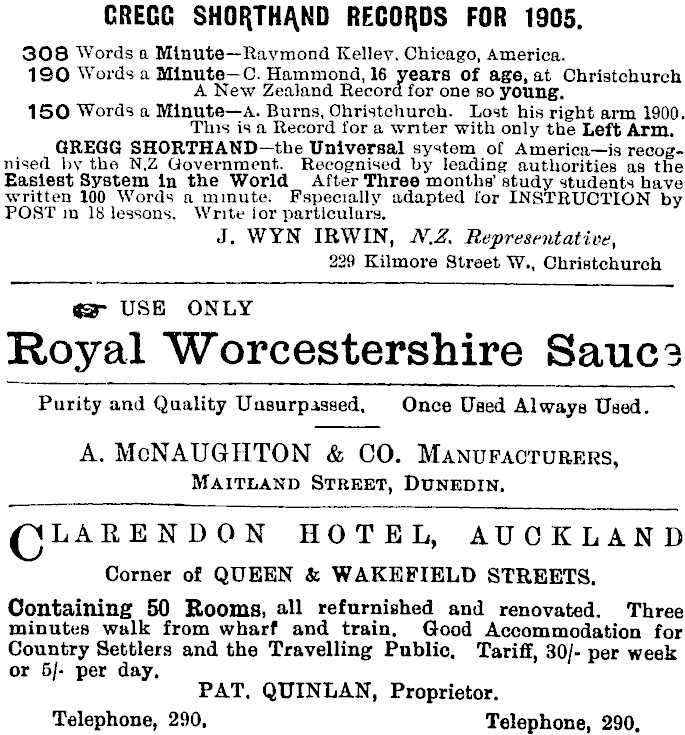 GREGG SHORTHAND RECORDS FOR 1905.
308 Words a Minute—Raymond Kelley, Chicago, America.
190 Words a Minute—C. Hammond, 16 years of age, at Christchurch
A New Zealand Record for one so young.
150 Words a Minute—A. Burns, Christchurch. Lost his right arm 1900.
This is a Record for a writer with only the Left Arm.
GREGG SHORTHAND—the Universal system of America—is recog-
nised by the N.Z Government. Recognised by leading authorities as the
Easiest System in the World After Three months' study students have
written 100 Words a minute. Especially adapted for INSTRUCTION by
POST in 18 lessons. Write for particulars.
J. WYN IRWIN, N.Z. Representative,
229 Kilmore Street W., Christchurch
☛ USE ONLY
Royal Worcestershire Sauce
Purity and Quality Unsurpassed. Once Used Always Used.
A. McNAUGHTON & CO. MANUFACTURERS,
MAITLAND STREET, DUNEDIN.
CLARENDON HOTEL, AUCKLAND
Corner of QUEEN & WAKEFIELD STREETS.
Containing 50 Rooms, all refurnished and renovated. Three
minutes walk from wharf and train. Good Accommodation for
Country Settlers and the Travelling Public. Tariff, 30/- per week
or 5/- per day.
PAT. QUINLAN, Proprietor.
Telephone, 290. Telephone, 290.